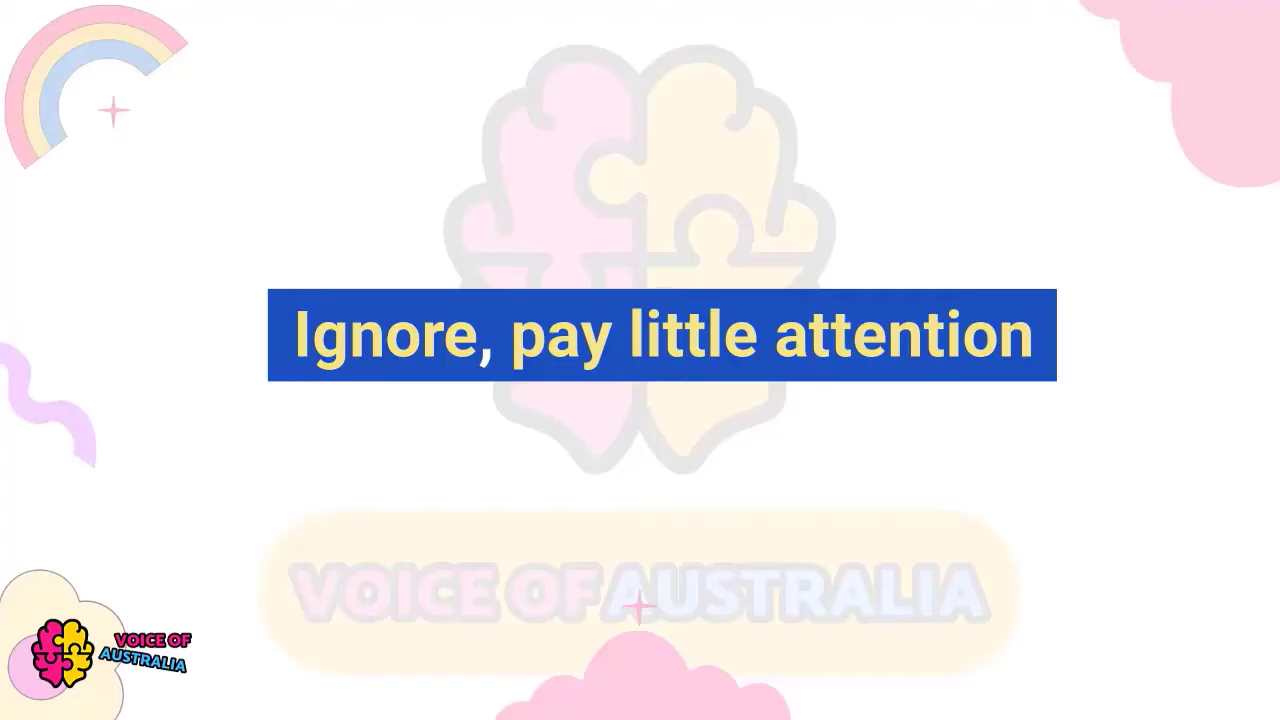 Ignore, pay little attention
VOICE OF AUSTRALIA
VOICE OF
AUSTRALIA